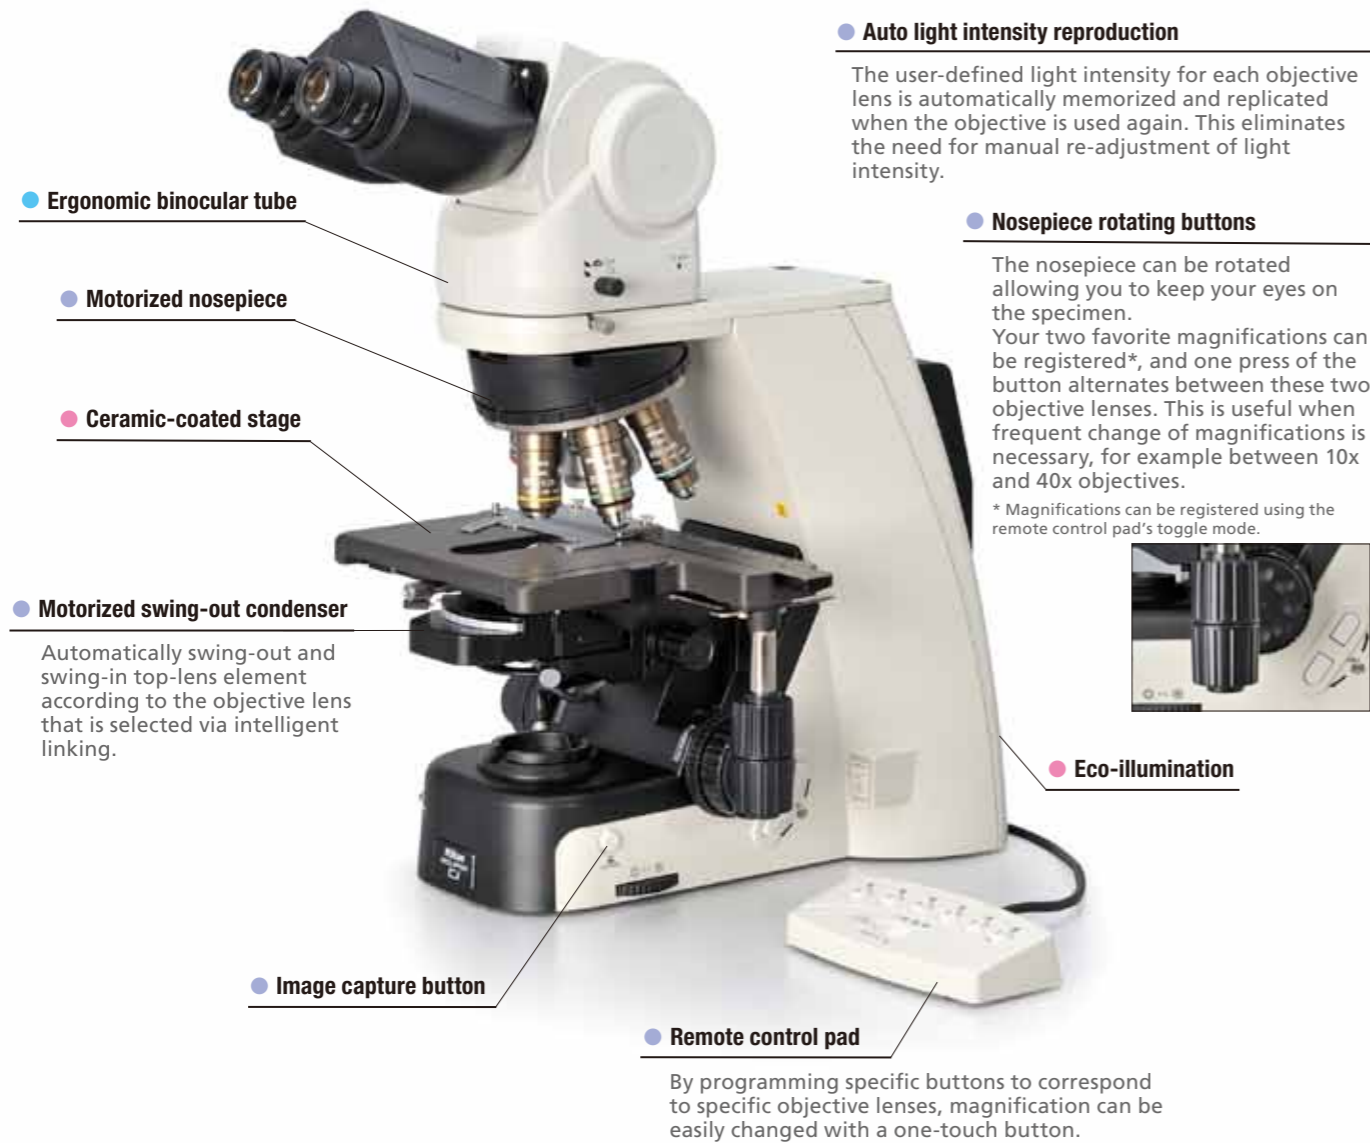 Auto light intensity reproduction
The user-defined light intensity for each objective
lens is automatically memorized and replicated
when the objective is used again. This eliminates
the need for manual re-adjustment of light
intensity.
Ergonomic binocular tube
Nosepiece rotating buttons
The nosepiece can be rotated
allowing you to keep your eyes on
the specimen.
Your two favorite magnifications can
be registered*, and one press of the
button alternates between these two
objective lenses. This is useful when
frequent change of magnifications is
necessary, for example between 10x
and 40x objectives.
* Magnifications can be registered using the
remote control pad's toggle mode.
Motorized nosepiece
Ceramic-coated stage
Motorized swing-out condenser
Automatically swing-out and
swing-in top-lens element
according to the objective lens
that is selected via intelligent
linking.
Eco-illumination
Nikon
Ci
Image capture button
Remote control pad
By programming specific buttons to correspond
to specific objective lenses, magnification can be
easily changed with a one-touch button.